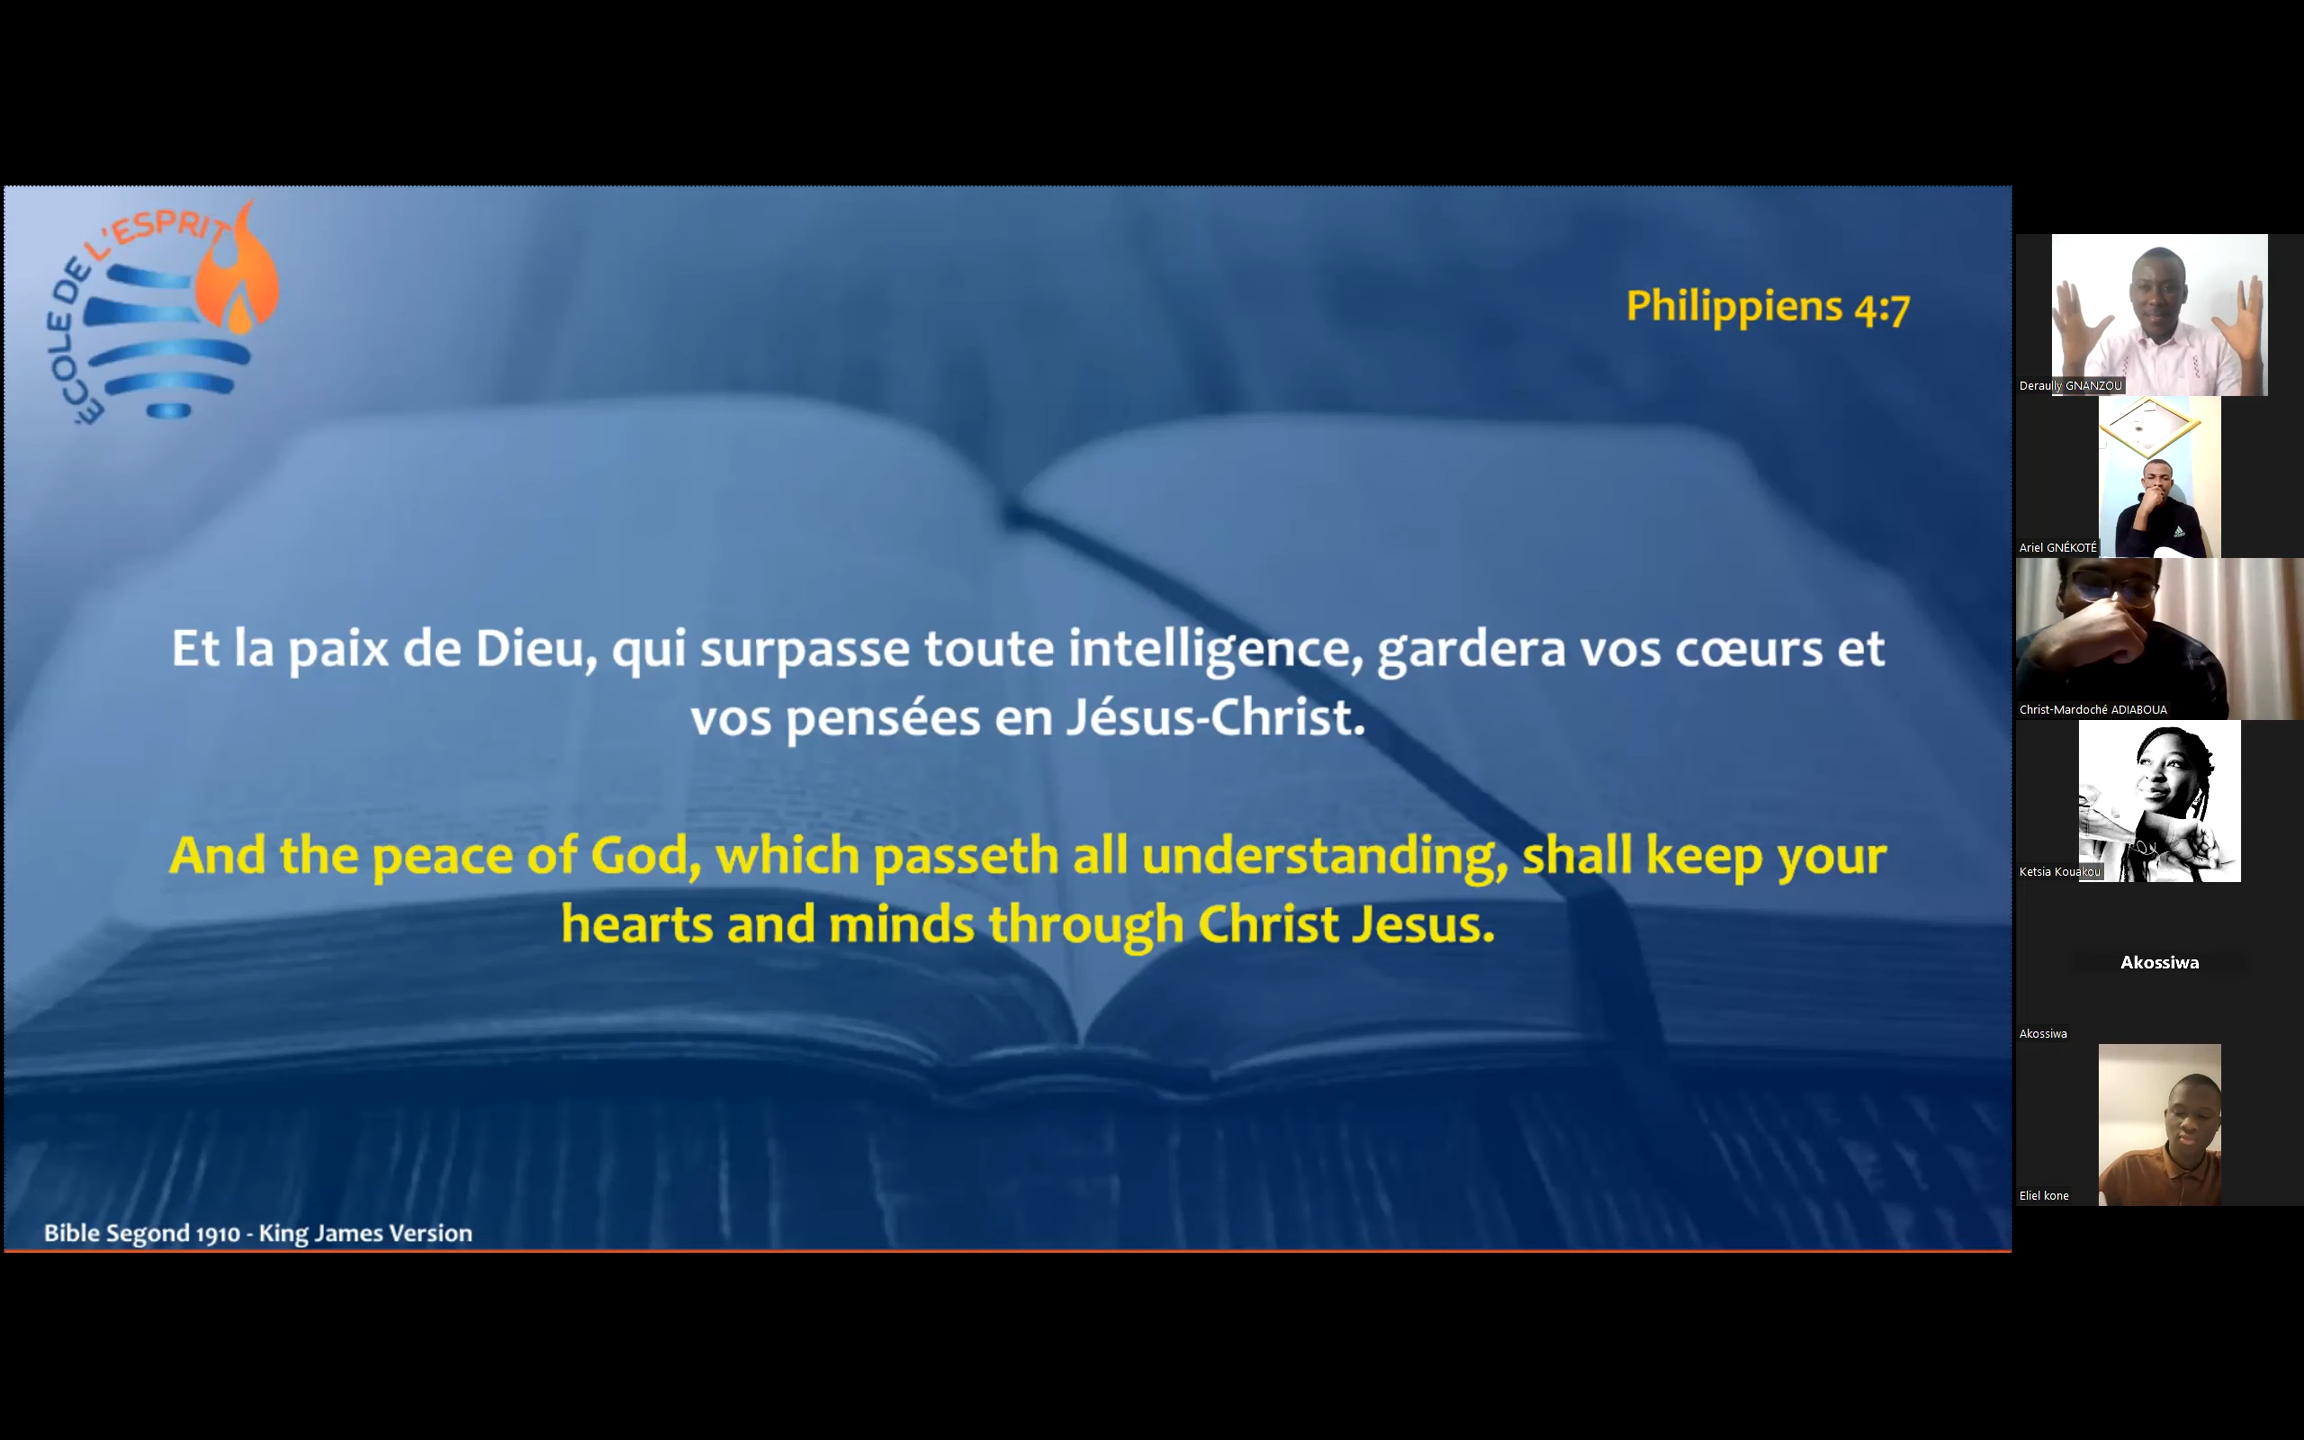 ÉCOLE DE L'ESPRIT
Philippiens 4:7
Et la paix de Dieu, qui surpasse toute intelligence, gardera vos cœurs et
vos pensées en Jésus-Christ.
And the peace of God, which passeth all understanding, shall keep your
hearts and minds through Christ Jesus.
Bible Segond 1910 - King James Version
Deraully GNANZOU
Ariel GNÉKOTÉ
Christ-Mardoché ADIABOUA
Ketsia Kouakou
Akossiwa
Akossiwa
Eliel kone